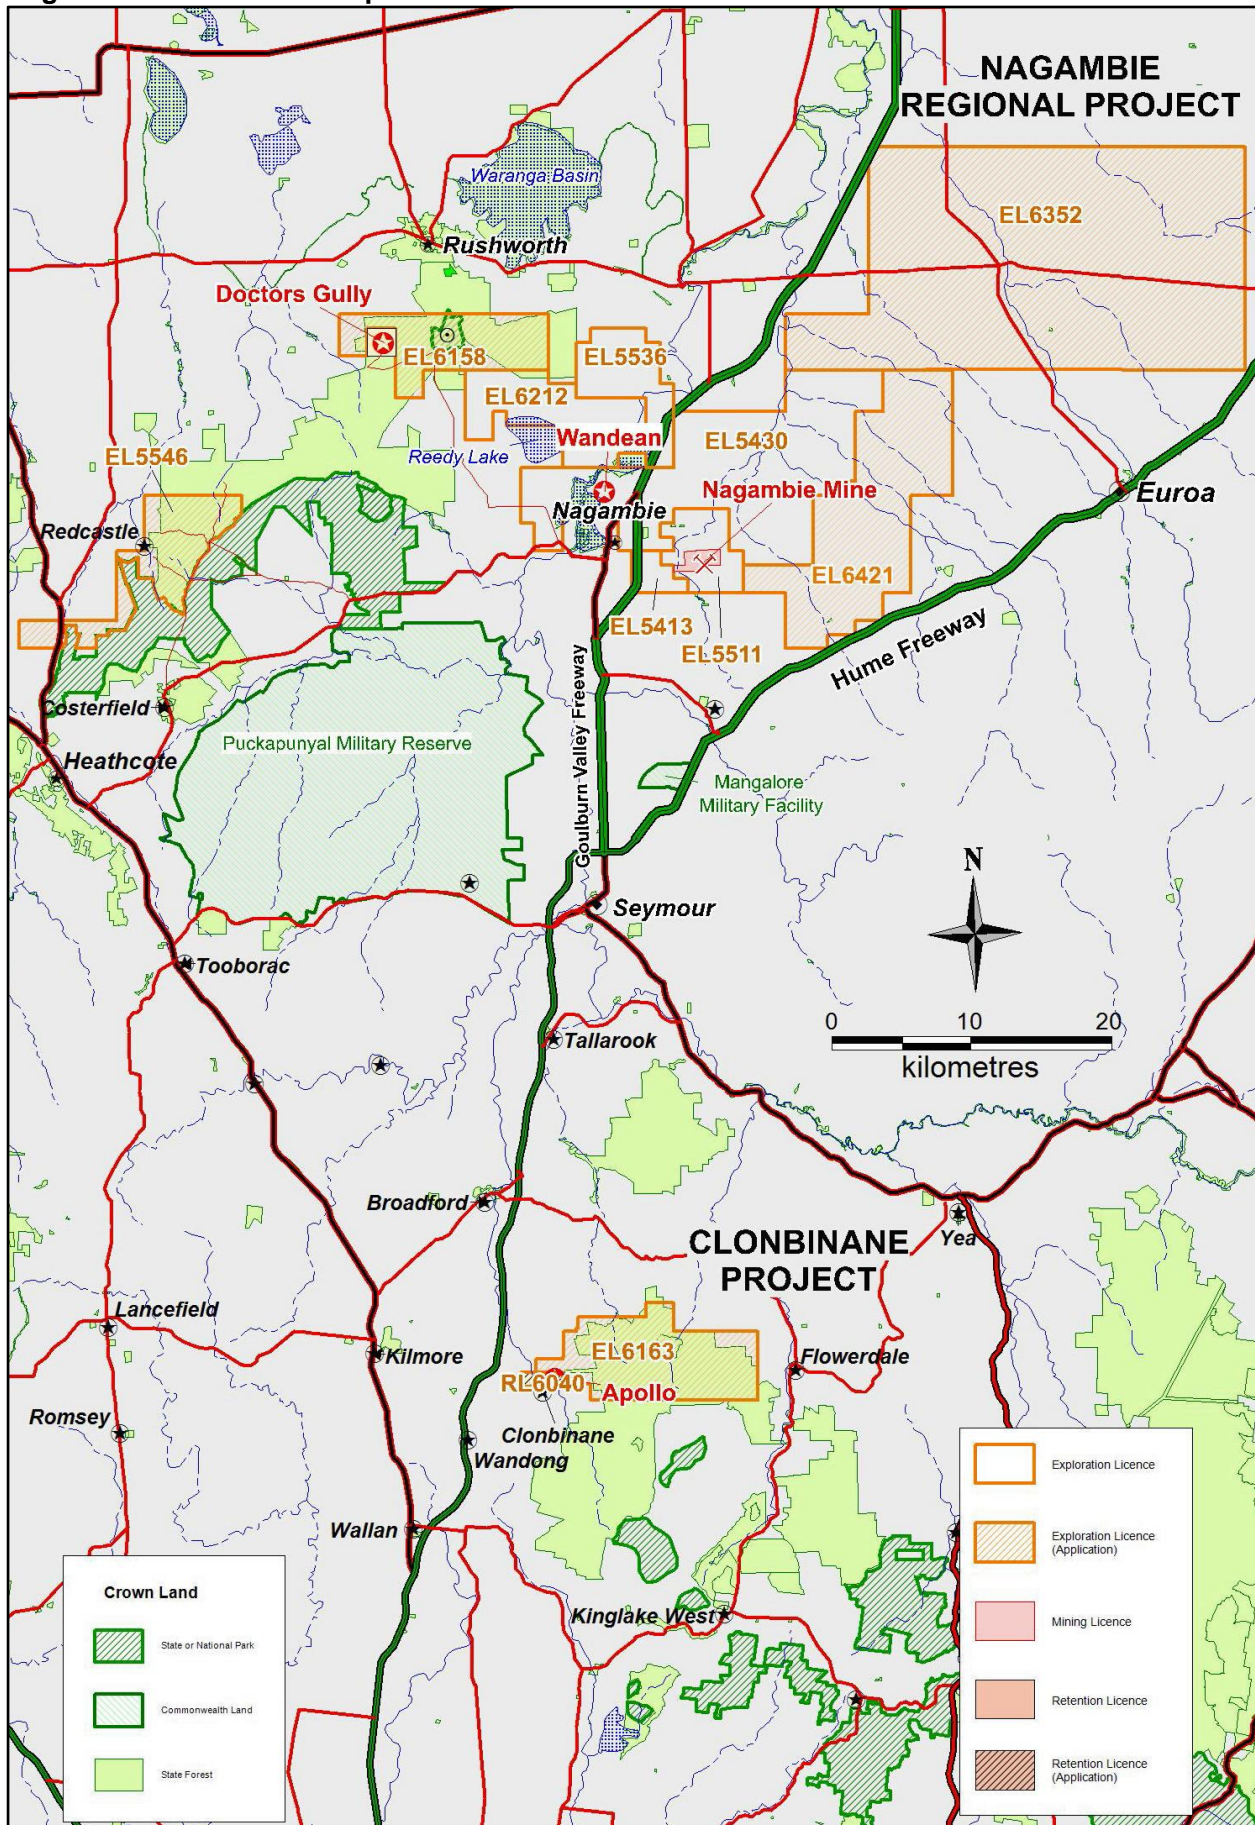 NAGAMBIE
REGIONAL PROJECT
Waranga Basin
EL6352
Rushworth
Doctors Gully
EL6158
EL5536
EL6212
Wandean
EL5430
Reedy Lake
EL5546
Nagambie Mine
Nagambie
Euroa
Redcastle
EL6421
EL5413
EL5511
Hume Freeway
Costerfield
Goulburn Valley Freeway
Puckapunyal Military Reserve
Heathcote
Mangalore
Military Facility
N
Seymour
Tooborac
0 10 20
kilometres
Tallarook
Broadford
Yea
CLONBINANE
PROJECT
Lancefield
Kilmore
EL6163
Flowerdale
RL6040
Apollo
Romsey
Clonbinane
Wandong
Wallan
Kinglake West
Crown Land
State or National Park
Commonwealth Land
State Forest
Exploration Licence
Exploration Licence
(Application)
Mining Licence
Retention Licence
Retention Licence
(Application)